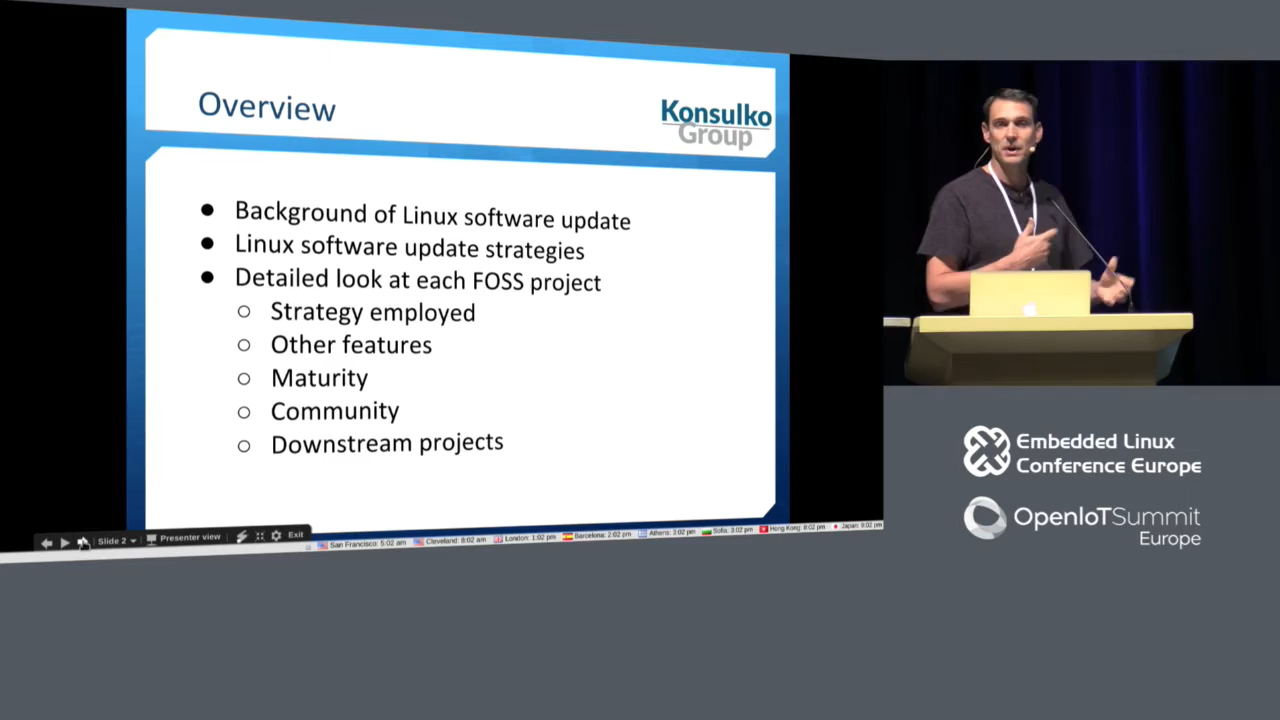 Overview
Konsulko
Group
● Background of Linux software update
● Linux software update strategies
● Detailed look at each FOSS project
○ Strategy employed
○ Other features
○ Maturity
○ Community
○ Downstream projects
Slide 2
Presenter view
Exit
San Francisco: 5:02 am
Cleveland: 8:02 am
London: 1:02 pm
Barcelona: 2:02 pm
Athens: 3:02 pm
Sofia: 3:02 pm
Hong Kong: 8:02 pm
Japan: 9:02 pm
Embedded Linux
Conference Europe
OpenIoTSummit
Europe